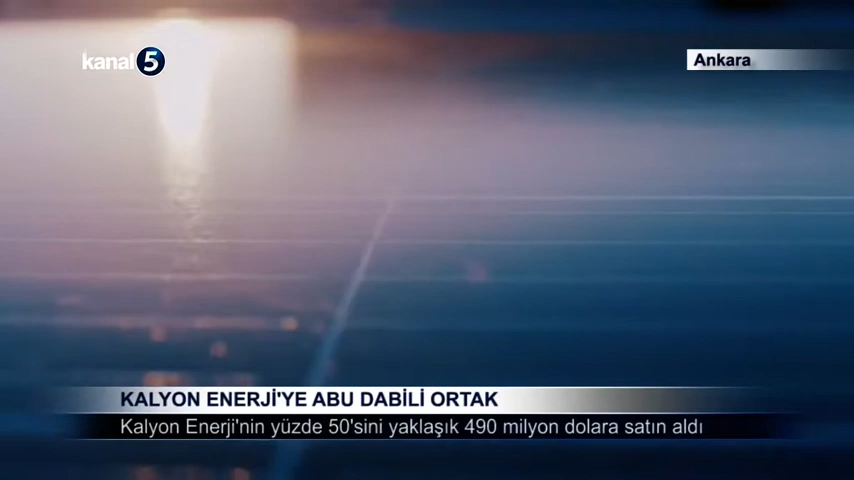 kanal 5
Ankara
KALYON ENERJİ'YE ABU DABİLİ ORTAK
Kalyon Enerji'nin yüzde 50'sini yaklaşık 490 milyon dolara satın aldı